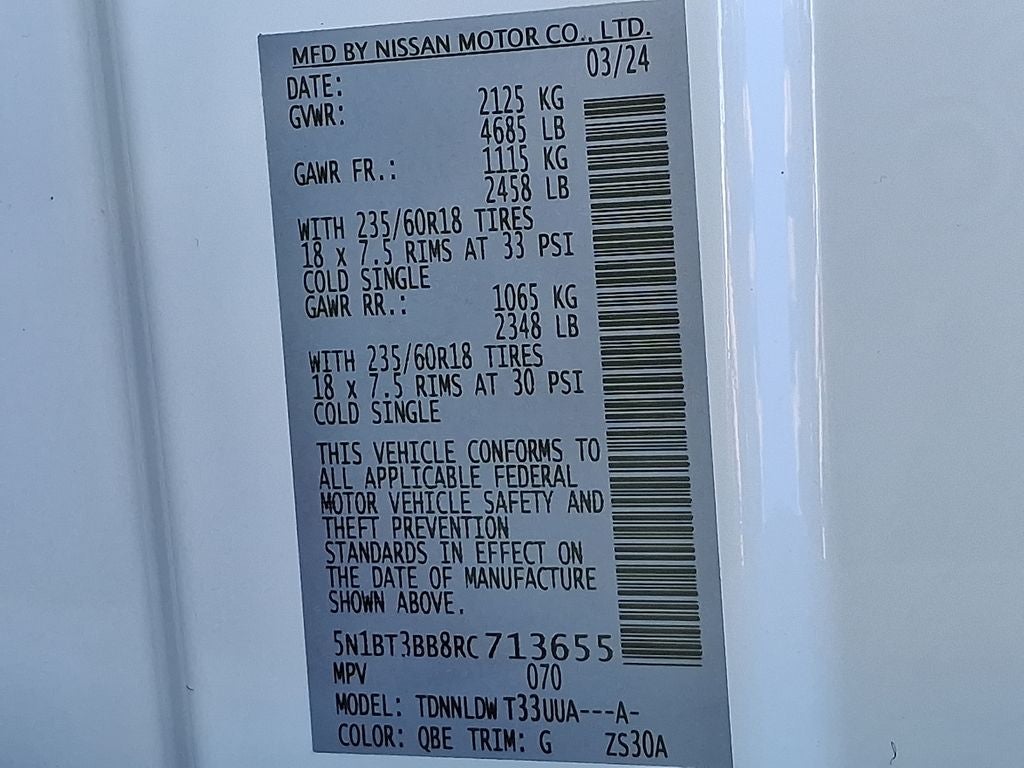 MFD BY NISSAN MOTOR CO., LTD.
DATE: 03/24
GVWR: 2125 KG
4685 LB
GAWR FR.: 1115 KG
2458 LB
WITH 235/60R18 TIRES
18 x 7.5 RIMS AT 33 PSI
COLD SINGLE
GAWR RR.: 1065 KG
2348 LB
WITH 235/60R18 TIRES
18 x 7.5 RIMS AT 30 PSI
COLD SINGLE
THIS VEHICLE CONFORMS TO
ALL APPLICABLE FEDERAL
MOTOR VEHICLE SAFETY AND
THEFT PREVENTION
STANDARDS IN EFFECT ON
THE DATE OF MANUFACTURE
SHOWN ABOVE.
5N1BT3BB8RC713655
MPV 070
MODEL: TDNNLDW T33UUA---A-
COLOR: QBE TRIM: G ZS30A